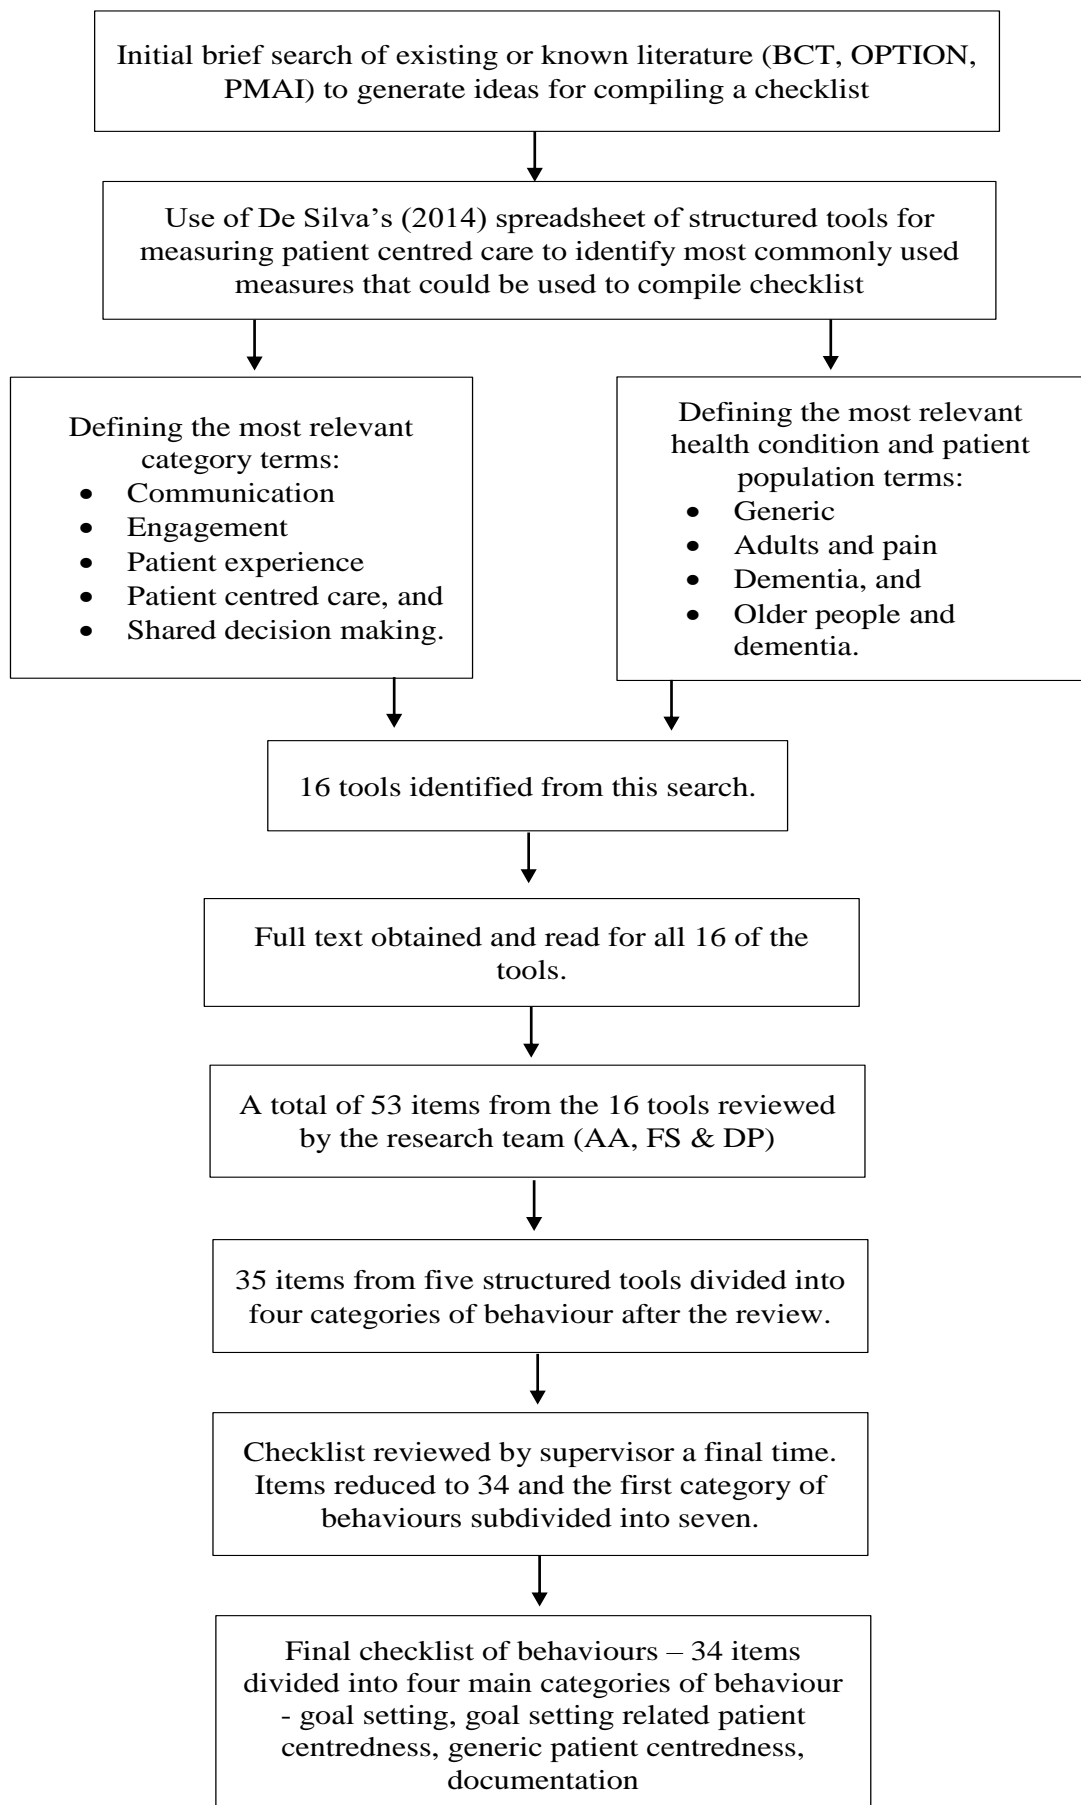 Initial brief search of existing or known literature (BCT, OPTION,
PMAI) to generate ideas for compiling a checklist
Use of De Silva's (2014) spreadsheet of structured tools for
measuring patient centred care to identify most commonly used
measures that could be used to compile checklist
Defining the most relevant
category terms:
• Communication
• Engagement
• Patient experience
• Patient centred care, and
• Shared decision making.
Defining the most relevant
health condition and patient
population terms:
• Generic
• Adults and pain
• Dementia, and
• Older people and
dementia.
16 tools identified from this search.
Full text obtained and read for all 16 of the
tools.
A total of 53 items from the 16 tools reviewed
by the research team (AA, FS & DP)
35 items from five structured tools divided into
four categories of behaviour after the review.
Checklist reviewed by supervisor a final time.
Items reduced to 34 and the first category of
behaviours subdivided into seven.
Final checklist of behaviours – 34 items
divided into four main categories of behaviour
- goal setting, goal setting related patient
centredness, generic patient centredness,
documentation